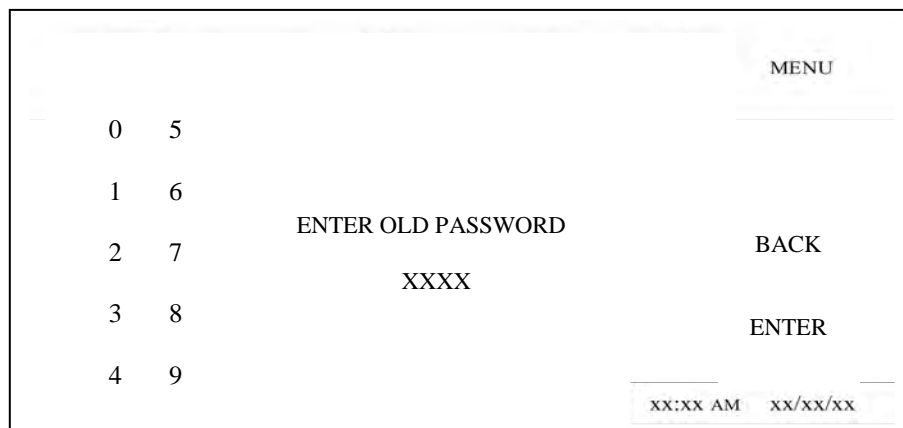 MENU
0 5
1 6
ENTER OLD PASSWORD
2 7
BACK
XXXX
3 8
ENTER
4 9
xx:xx AM xx/xx/xx